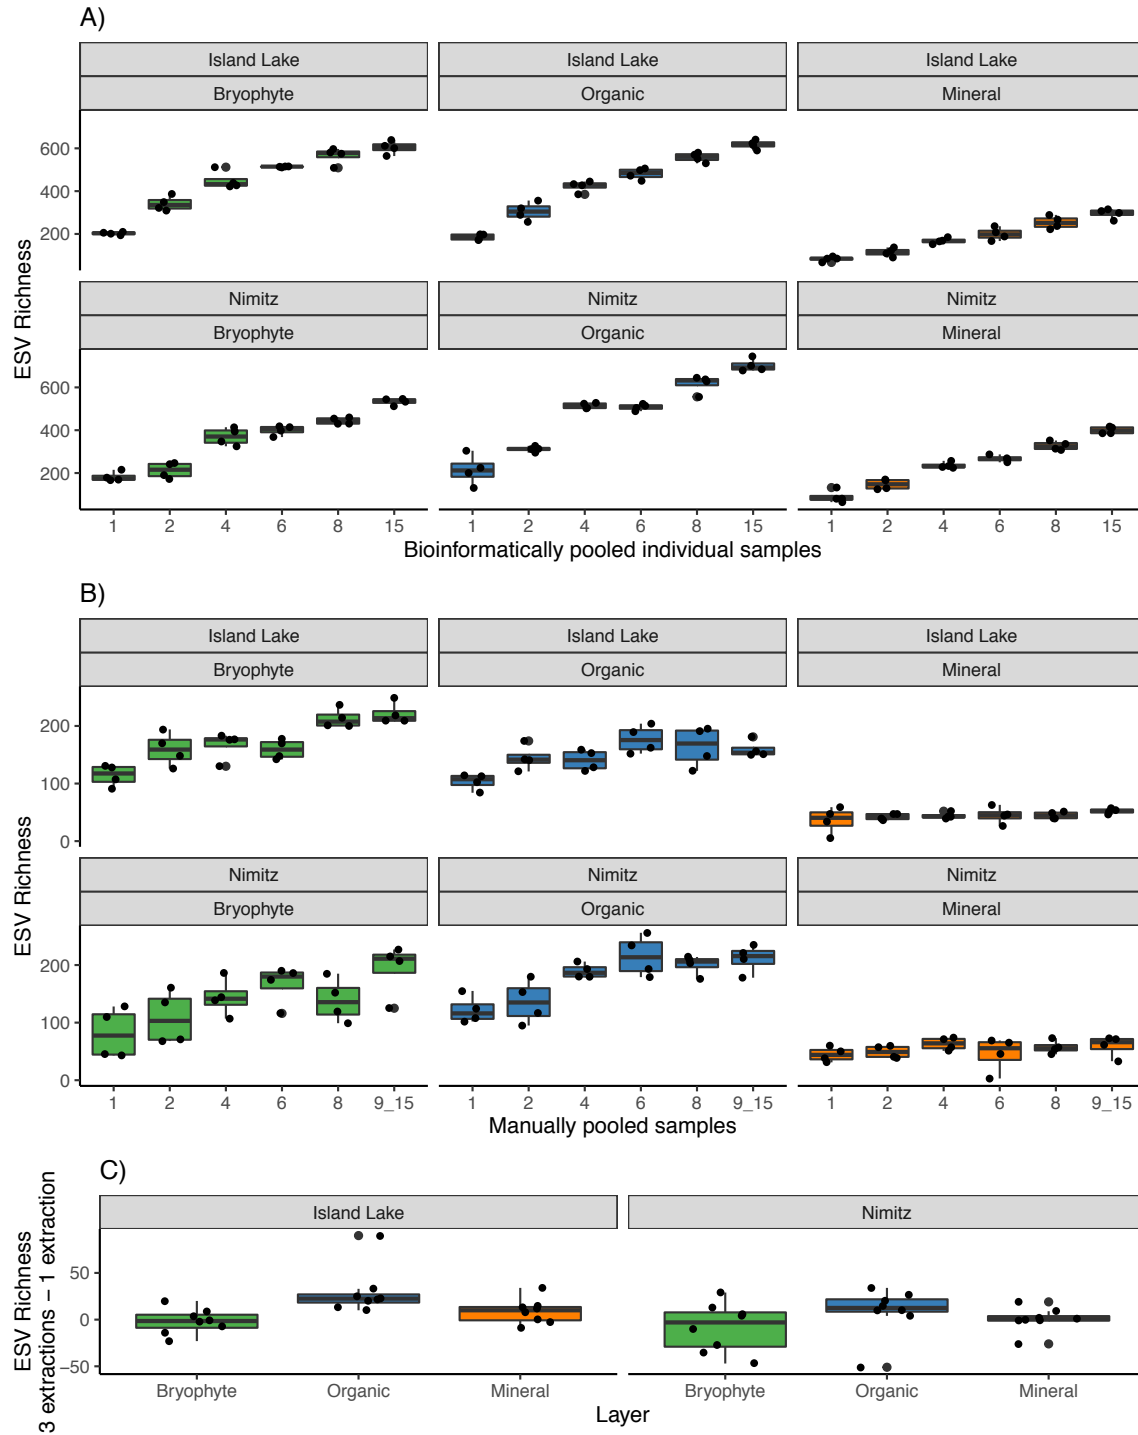 A)
Island Lake Island Lake Island Lake
Bryophyte Organic Mineral
600
400
200
Nimitz Nimitz Nimitz
Bryophyte Organic Mineral
600
400
200
ESV Richness
1 2 4 6 8 15 1 2 4 6 8 15 1 2 4 6 8 15
Bioinformatically pooled individual samples
B)
Island Lake Island Lake Island Lake
Bryophyte Organic Mineral
200
100
0
Nimitz Nimitz Nimitz
Bryophyte Organic Mineral
200
100
0
ESV Richness
1 2 4 6 8 9_15 1 2 4 6 8 9_15 1 2 4 6 8 9_15
Manually pooled samples
C)
Island Lake Nimitz
50
0
−50
ESV Richness
3 extractions − 1 extraction
Bryophyte Organic Mineral Bryophyte Organic Mineral
Layer